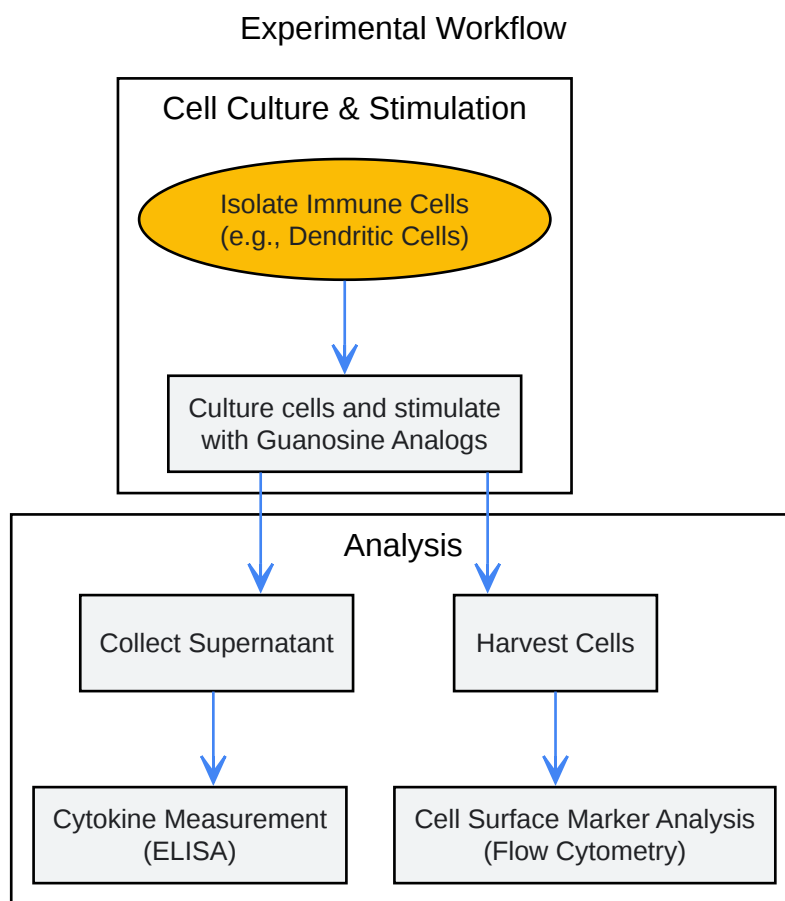 Experimental Workflow
Cell Culture & Stimulation
Isolate Immune Cells
(e.g., Dendritic Cells)
Culture cells and stimulate
with Guanosine Analogs
Analysis
Collect Supernatant
Harvest Cells
Cytokine Measurement
(ELISA)
Cell Surface Marker Analysis
(Flow Cytometry)